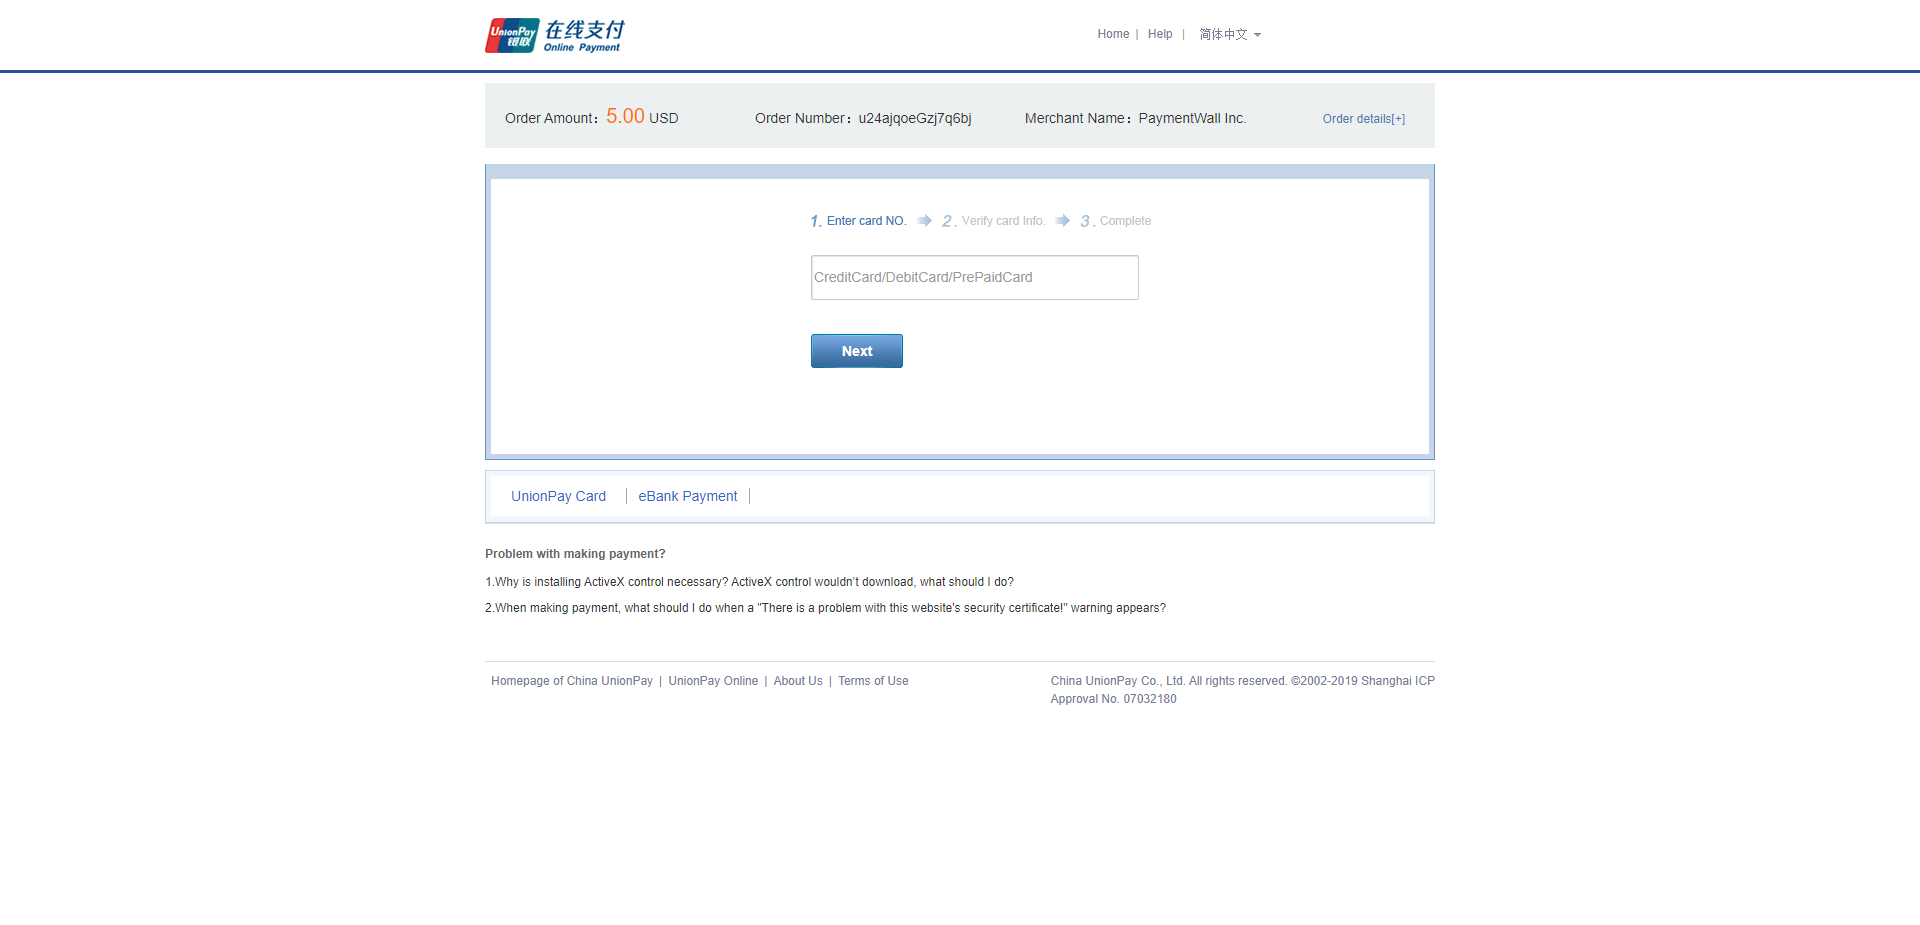 UnionPay 银联 在线支付
Online Payment
Home | Help | 简体中文
Order Amount：5.00 USD Order Number：u24ajqoeGzj7q6bj Merchant Name：PaymentWall Inc. Order details[+]
1. Enter card NO. 2. Verify card Info. 3. Complete
CreditCard/DebitCard/PrePaidCard
Next
UnionPay Card | eBank Payment |
Problem with making payment?
1.Why is installing ActiveX control necessary? ActiveX control wouldn't download, what should I do?
2.When making payment, what should I do when a "There is a problem with this website's security certificate!" warning appears?
Homepage of China UnionPay | UnionPay Online | About Us | Terms of Use
China UnionPay Co., Ltd. All rights reserved. ©2002-2019 Shanghai ICP
Approval No. 07032180